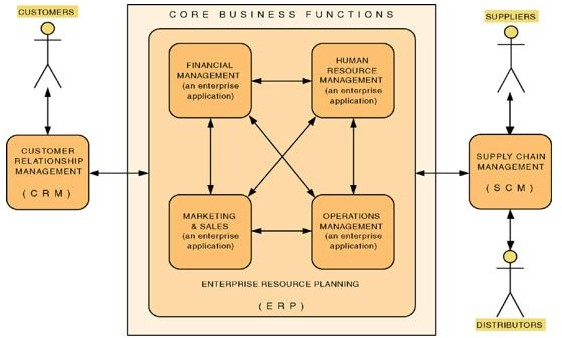 CUSTOMERS
CORE BUSINESS FUNCTIONS
SUPPLIERS
FINANCIAL
MANAGEMENT
(an enterprise
application)
HUMAN
RESOURCE
MANAGEMENT
(an enterprise
application)
CUSTOMER
RELATIONSHIP
MANAGEMENT
(CRM)
SUPPLY CHAIN
MANAGEMENT
(SCM)
MARKETING
& SALES
(an enterprise
application)
OPERATIONS
MANAGEMENT
(an enterprise
application)
ENTERPRISE RESOURCE PLANNING
(ERP)
DISTRIBUTORS